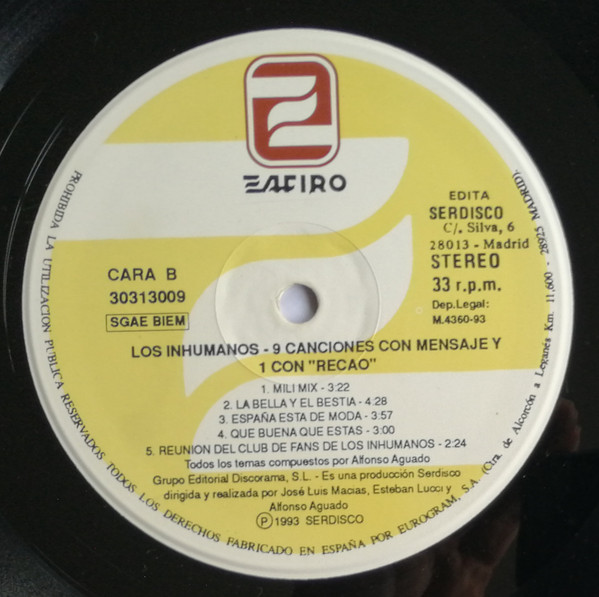 ZAFIRO
EDITA
SERDISCO
C/. Silva, 6
28013 - Madrid
STEREO
33 r.p.m.
Dep.Legal:
M.4360-93
CARA B
30313009
SGAE BIEM
LOS INHUMANOS - 9 CANCIONES CON MENSAJE Y
1 CON "RECAO"
1. MILI MIX - 3:22
2. LA BELLA Y EL BESTIA - 4:28
3. ESPAÑA ESTA DE MODA - 3:57
4. QUE BUENA QUE ESTAS - 3:00
5. REUNION DEL CLUB DE FANS DE LOS INHUMANOS - 2:24
Todos los temas compuestos por Alfonso Aguado
Grupo Editorial Discorama, S.L. - Es una producción Serdisco
dirigida y realizada por José Luis Macias, Esteban Lucci y
Alfonso Aguado
Ⓟ 1993 SERDISCO
PROHIBIDA LA UTILIZACION PUBLICA RESERVADOS TODOS LOS DERECHOS FABRICADO EN ESPAÑA POR EUROGRAM, S.A. (Ctra. de Alcorcón a Leganés Km. 11,600 - 28925 MADRID).